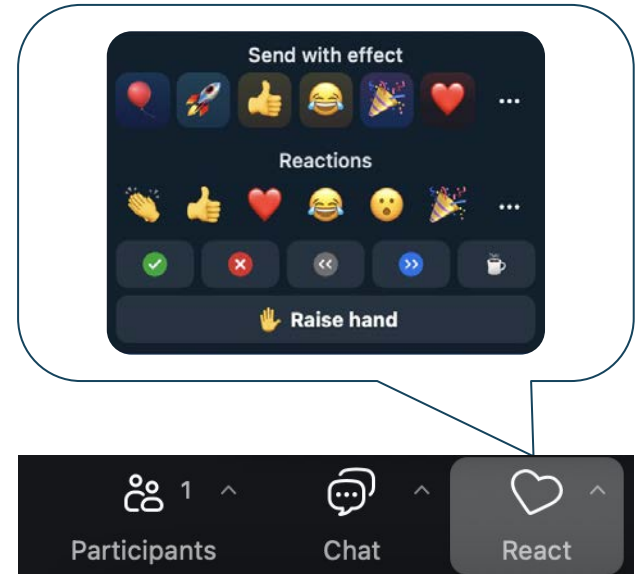 Send with effect
Reactions
Raise hand
1
Participants
Chat
React